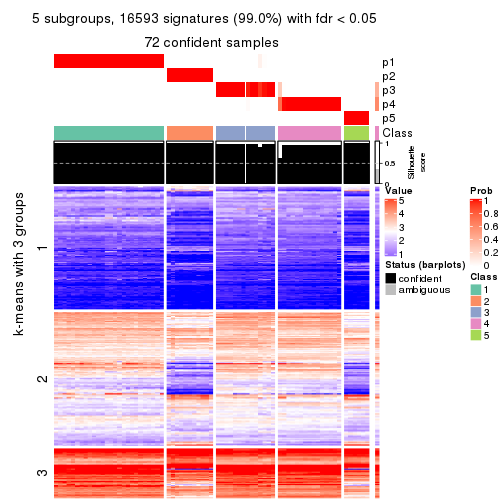 5 subgroups, 16593 signatures (99.0%) with fdr < 0.05
72 confident samples
p1
p2
p3
p4
p5
Class
1
0.5
0
Silhouette
score
k-means with 3 groups
1
2
3
Value
5
4
3
2
1
Status (barplots)
confident
ambiguous
Prob
1
0.8
0.6
0.4
0.2
0
Class
1
2
3
4
5